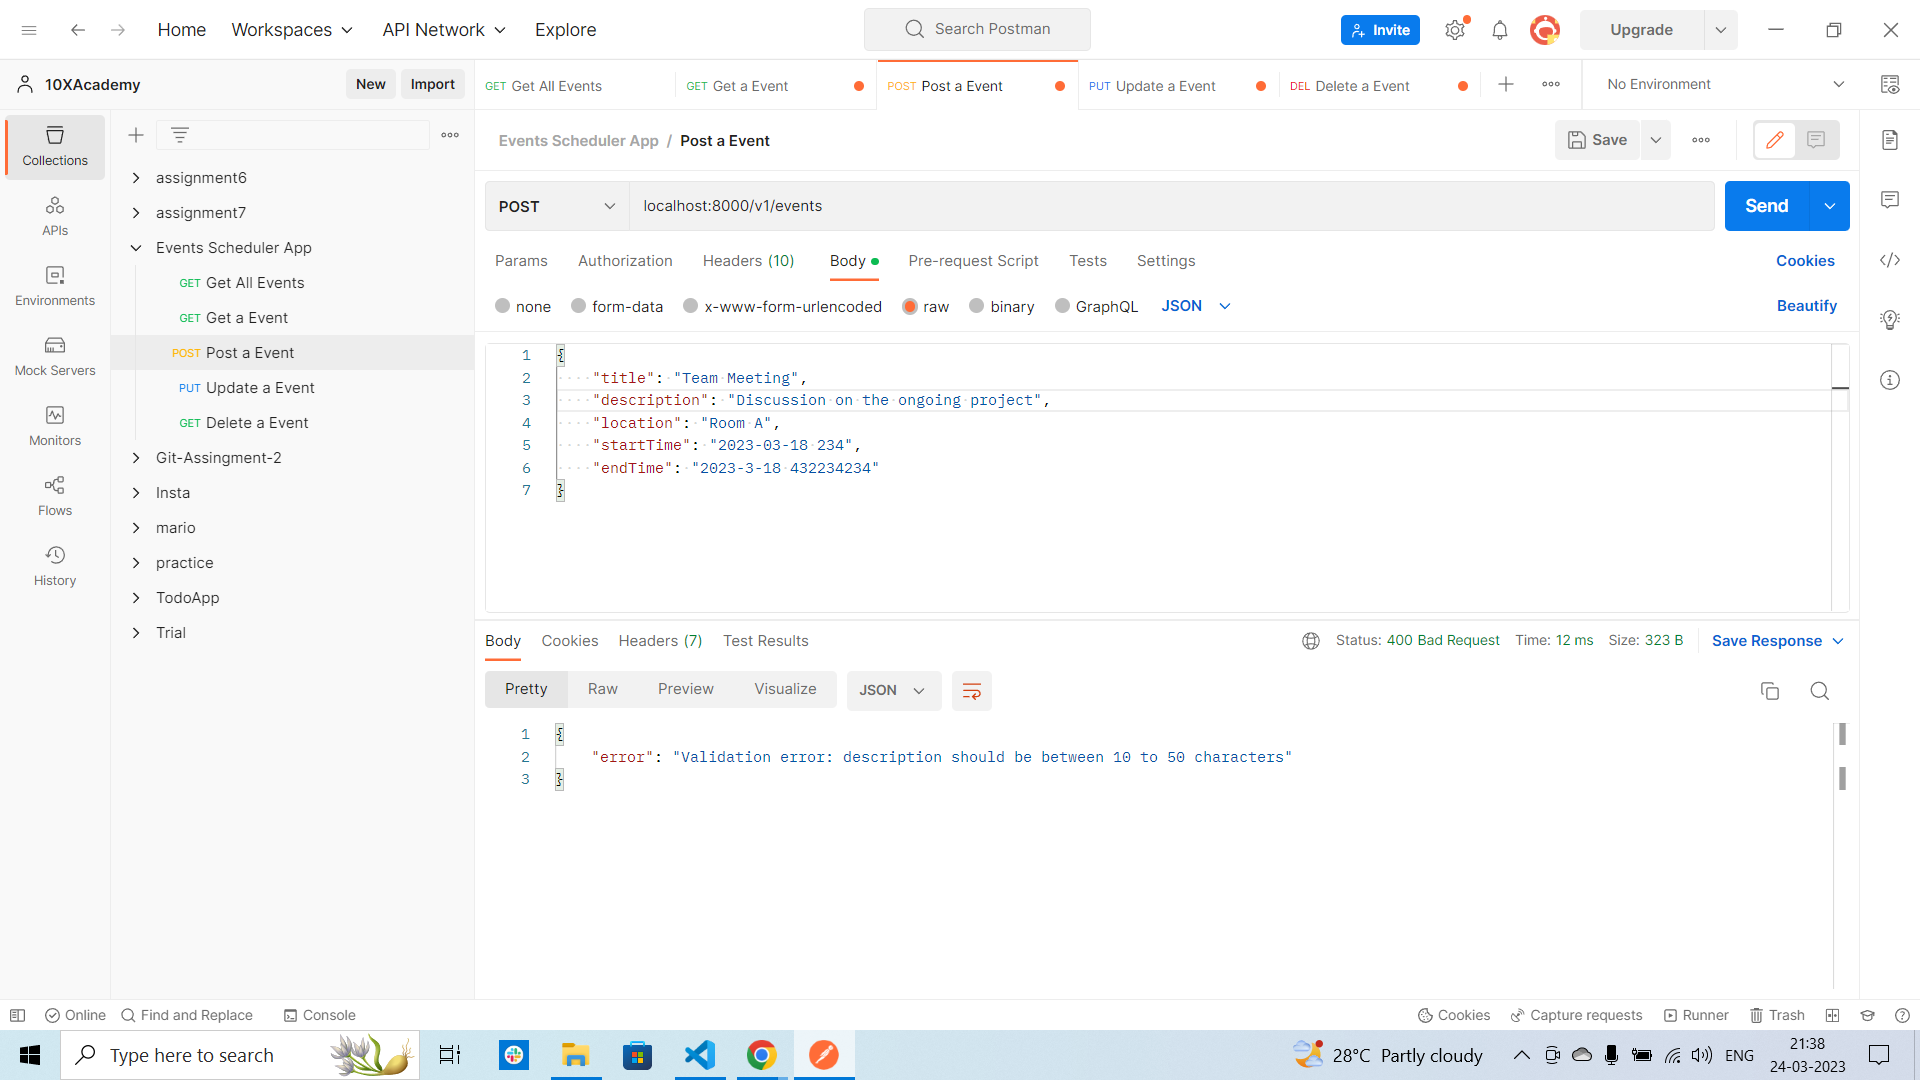 Home Workspaces API Network Explore Search Postman Invite Upgrade
10XAcademy New Import GET Get All Events GET Get a Event POST Post a Event PUT Update a Event DEL Delete a Event No Environment
Collections
APIs
Environments
Mock Servers
Monitors
Flows
History
assignment6
assignment7
Events Scheduler App
GET Get All Events
GET Get a Event
POST Post a Event
PUT Update a Event
GET Delete a Event
Git-Assingment-2
Insta
mario
practice
TodoApp
Trial
Events Scheduler App / Post a Event Save
POST localhost:8000/v1/events Send
Params Authorization Headers (10) Body Pre-request Script Tests Settings Cookies
none form-data x-www-form-urlencoded raw binary GraphQL JSON Beautify
1 {
2 "title": "Team Meeting",
3 "description": "Discussion on the ongoing project",
4 "location": "Room A",
5 "startTime": "2023-03-18 234",
6 "endTime": "2023-3-18 432234234"
7 }
Body Cookies Headers (7) Test Results Status: 400 Bad Request Time: 12 ms Size: 323 B Save Response
Pretty Raw Preview Visualize JSON
1 {
2 "error": "Validation error: description should be between 10 to 50 characters"
3 }
Online Find and Replace Console Cookies Capture requests Runner Trash
Type here to search 28°C Partly cloudy ENG 21:38
24-03-2023